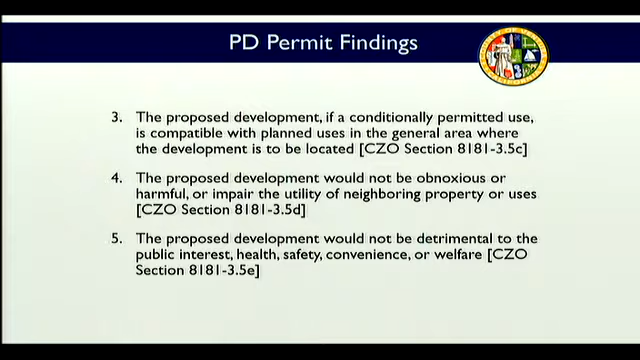 PD Permit Findings
3. The proposed development, if a conditionally permitted use,
is compatible with planned uses in the general area where
the development is to be located [CZO Section 8181-3.5c]
4. The proposed development would not be obnoxious or
harmful, or impair the utility of neighboring property or uses
[CZO Section 8181-3.5d]
5. The proposed development would not be detrimental to the
public interest, health, safety, convenience, or welfare [CZO
Section 8181-3.5e]